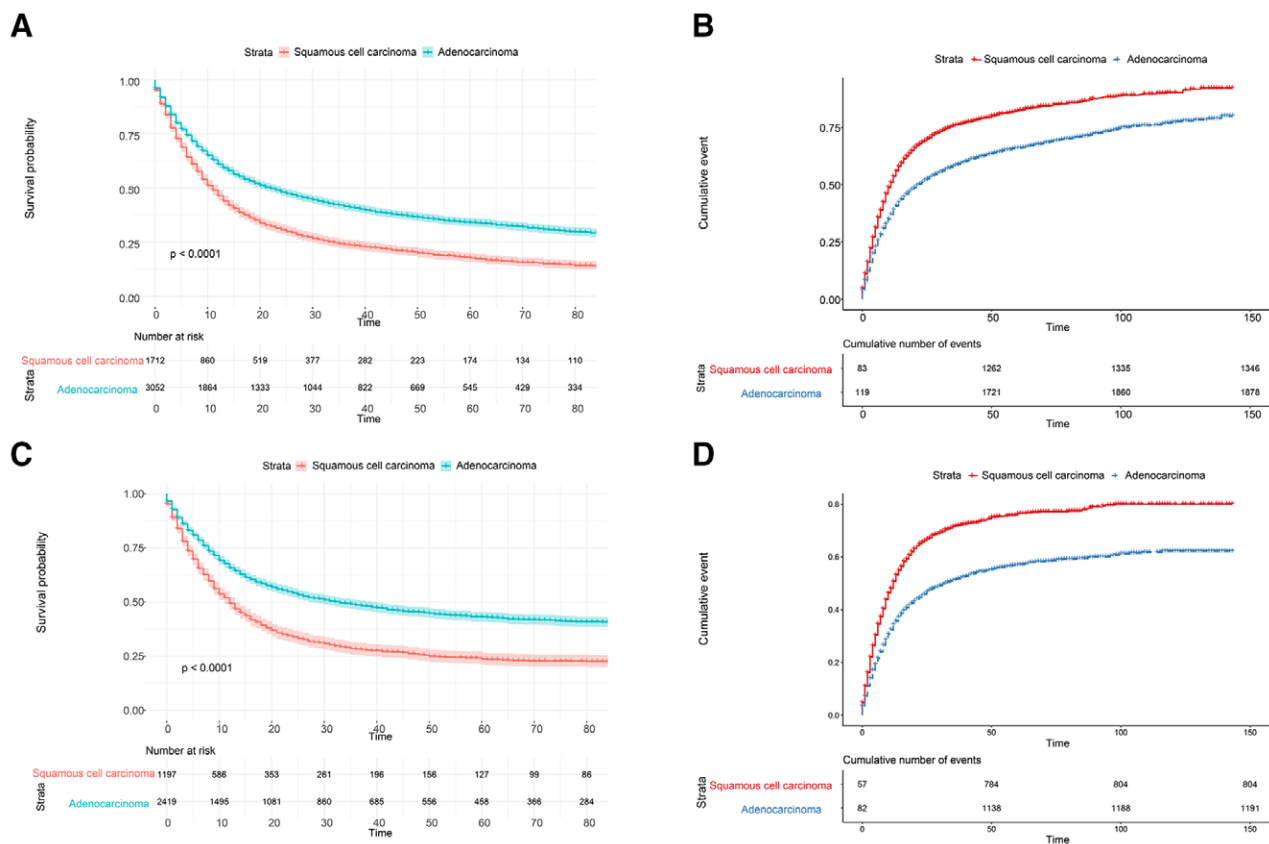 A
Strata Squamous cell carcinoma Adenocarcinoma
Survival probability
1.00
0.75
0.50
0.25
0.00
p < 0.0001
0 10 20 30 40 50 60 70 80
Time
Number at risk
Strata
Squamous cell carcinoma 1712 860 519 377 282 223 174 134 110
Adenocarcinoma 3052 1864 1333 1044 822 669 545 429 334
0 10 20 30 40 50 60 70 80
Time
B
Strata Squamous cell carcinoma Adenocarcinoma
Cumulative event
0.75
0.50
0.25
0.00
0 50 100 150
Time
Cumulative number of events
Strata
Squamous cell carcinoma 83 1262 1335 1346
Adenocarcinoma 119 1721 1860 1878
0 50 100 150
Time
C
Strata Squamous cell carcinoma Adenocarcinoma
Survival probability
1.00
0.75
0.50
0.25
0.00
p < 0.0001
0 10 20 30 40 50 60 70 80
Time
Number at risk
Strata
Squamous cell carcinoma 1197 586 353 261 196 156 127 99 86
Adenocarcinoma 2419 1495 1081 860 685 556 458 366 284
0 10 20 30 40 50 60 70 80
Time
D
Strata Squamous cell carcinoma Adenocarcinoma
Cumulative event
0.8
0.6
0.4
0.2
0.0
0 50 100 150
Time
Cumulative number of events
Strata
Squamous cell carcinoma 57 784 804 804
Adenocarcinoma 82 1138 1188 1191
0 50 100 150
Time